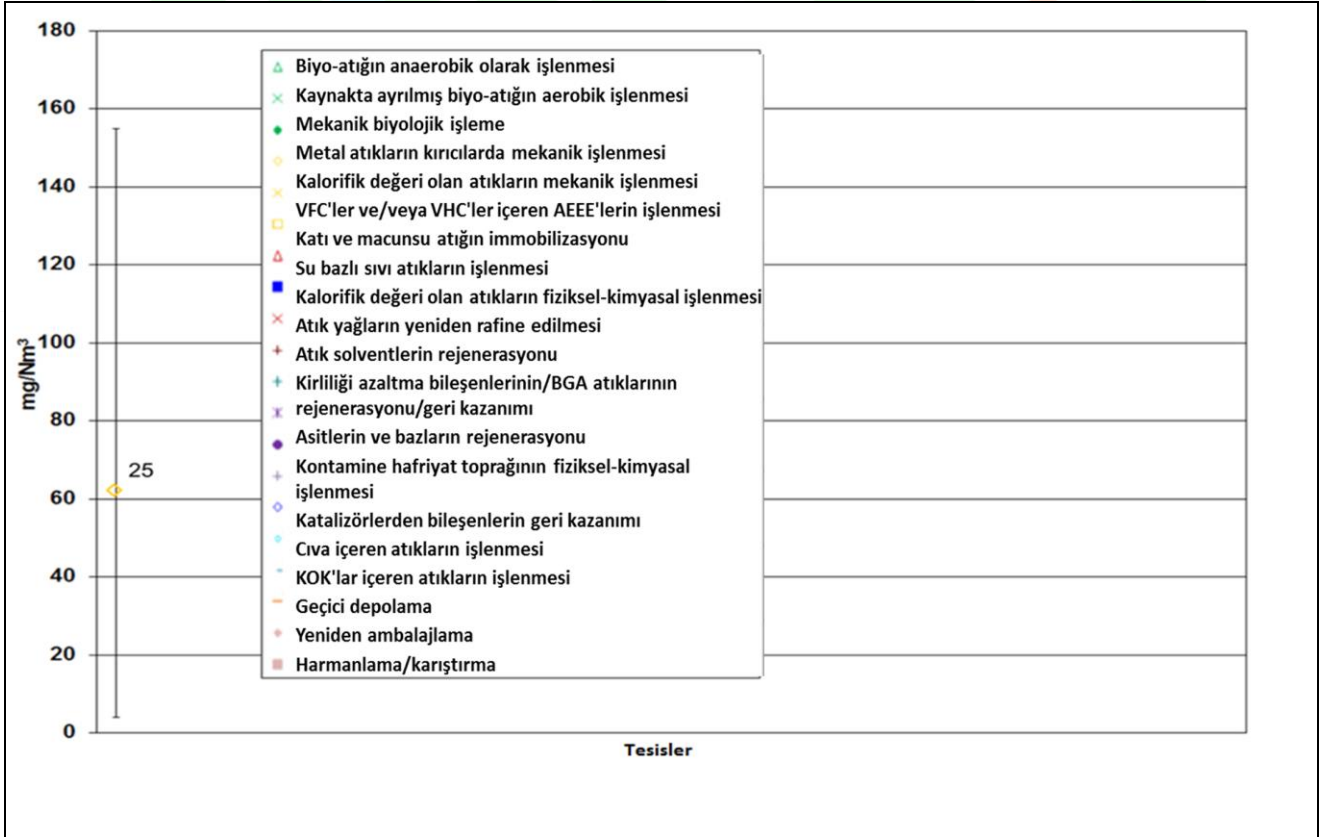 180
160
140
120
100
80
60
40
20
0
mg/Nm³
25
Biyo-atığın anaerobik olarak işlenmesi
Kaynakta ayrılmış biyo-atığın aerobik işlenmesi
Mekanik biyolojik işleme
Metal atıkların kırıcılarda mekanik işlenmesi
Kalorifik değeri olan atıkların mekanik işlenmesi
VFC'ler ve/veya VHC'ler içeren AEEE'lerin işlenmesi
Katı ve macunsu atığın immobilizasyonu
Su bazlı sıvı atıkların işlenmesi
Kalorifik değeri olan atıkların fiziksel-kimyasal işlenmesi
Atık yağların yeniden rafine edilmesi
Atık solventlerin rejenerasyonu
Kirliliği azaltma bileşenlerinin/BGA atıklarının
rejenerasyonu/geri kazanımı
Asitlerin ve bazların rejenerasyonu
Kontamine hafriyat toprağının fiziksel-kimyasal
işlenmesi
Katalizörlerden bileşenlerin geri kazanımı
Cıva içeren atıkların işlenmesi
KOK'lar içeren atıkların işlenmesi
Geçici depolama
Yeniden ambalajlama
Harmanlama/karıştırma
Tesisler